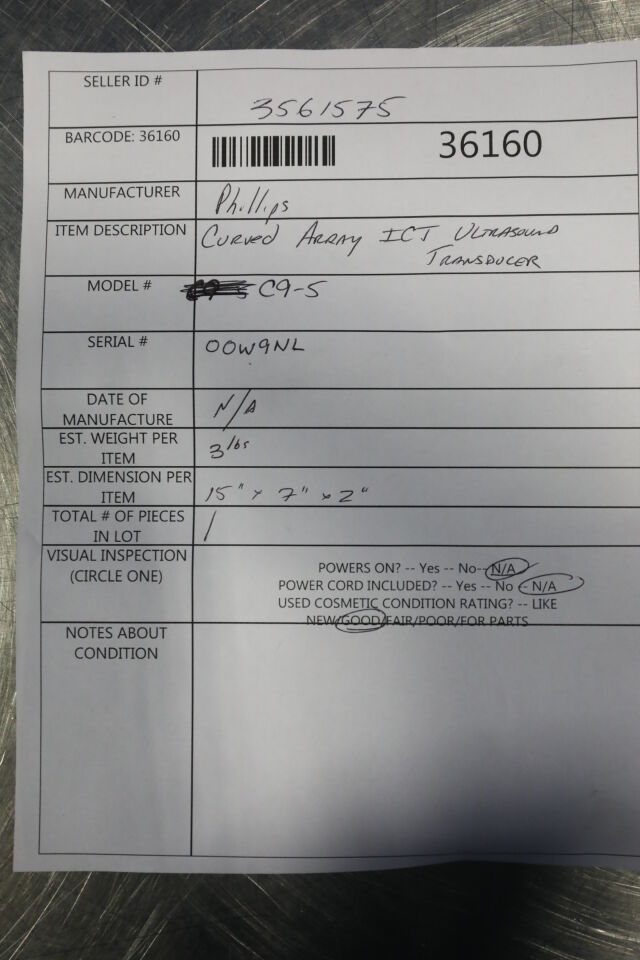 SELLER ID #
3561575
BARCODE: 36160
36160
MANUFACTURER
Phillips
ITEM DESCRIPTION
CURVED ARRAY ICT ULTRASOUND
TRANSDUCER
MODEL #
C9-5
SERIAL #
00W9NL
DATE OF
MANUFACTURE
N/A
EST. WEIGHT PER
ITEM
3 lbs
EST. DIMENSION PER
ITEM
15" x 7" x 2"
TOTAL # OF PIECES
IN LOT
1
VISUAL INSPECTION
(CIRCLE ONE)
POWERS ON? -- Yes -- No-- N/A
POWER CORD INCLUDED? -- Yes -- No -- N/A
USED COSMETIC CONDITION RATING? -- LIKE
NEW/GOOD/FAIR/POOR/FOR PARTS
NOTES ABOUT
CONDITION